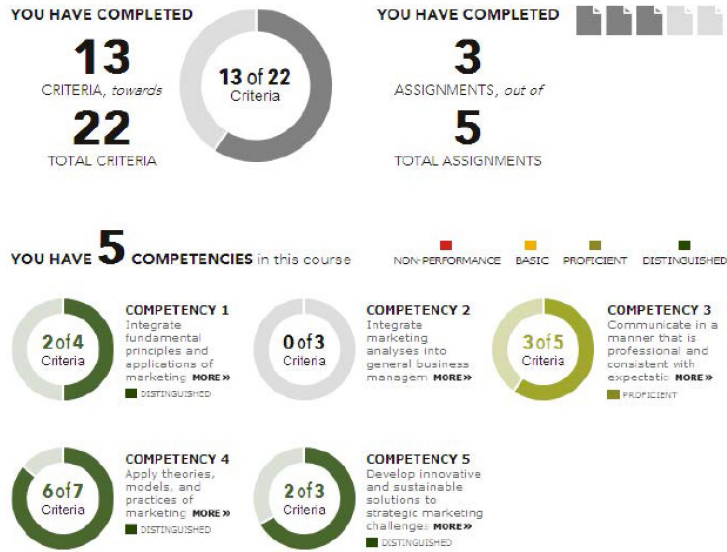 YOU HAVE COMPLETED
13
CRITERIA, towards
22
TOTAL CRITERIA
13 of 22
Criteria
YOU HAVE COMPLETED
3
ASSIGNMENTS, out of
5
TOTAL ASSIGNMENTS
YOU HAVE 5 COMPETENCIES in this course
NON-PERFORMANCE BASIC PROFICIENT DISTINGUISHED
2 of 4
Criteria
COMPETENCY 1
Integrate
fundamental
principles and
applications of
marketing MORE »
DISTINGUISHED
0 of 3
Criteria
COMPETENCY 2
Integrate
marketing
analyses into
general business
managem MORE »
3 of 5
Criteria
COMPETENCY 3
Communicate in a
manner that is
professional and
consistent with
expectatic MORE »
PROFICIENT
6 of 7
Criteria
COMPETENCY 4
Apply theories,
models, and
practices of
marketing MORE »
DISTINGUISHED
2 of 3
Criteria
COMPETENCY 5
Develop innovative
and sustainable
solutions to
strategic marketing
challenge: MORE »
DISTINGUISHED